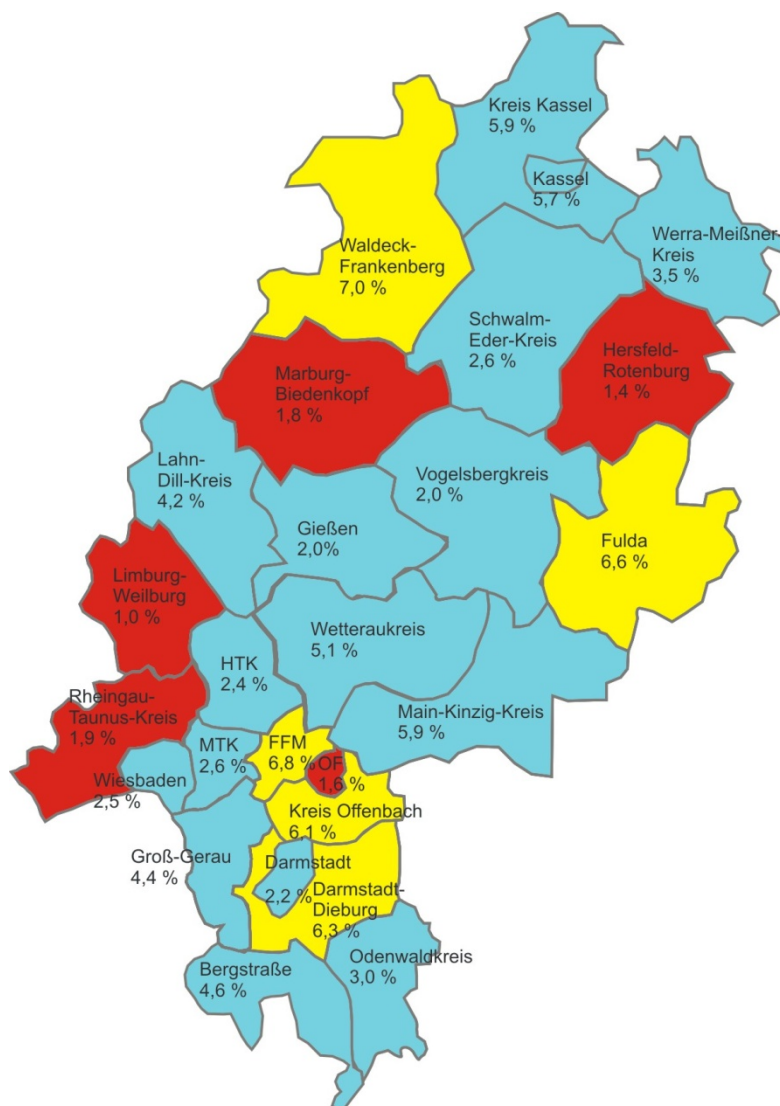 Kreis Kassel
5,9 %
Kassel
5,7 %
Werra-Meißner-
Kreis
3,5 %
Waldeck-
Frankenberg
7,0 %
Schwalm-
Eder-Kreis
2,6 %
Hersfeld-
Rotenburg
1,4 %
Marburg-
Biedenkopf
1,8 %
Lahn-
Dill-Kreis
4,2 %
Vogelsbergkreis
2,0 %
Gießen
2,0%
Fulda
6,6 %
Limburg-
Weilburg
1,0 %
Wetteraukreis
5,1 %
HTK
2,4 %
Rheingau-
Taunus-Kreis
1,9 %
Main-Kinzig-Kreis
5,9 %
MTK
2,6 %
FFM
6,8 %
OF
1,6 %
Wiesbaden
2,5 %
Kreis Offenbach
6,1 %
Groß-Gerau
4,4 %
Darmstadt
2,2 %
Darmstadt-
Dieburg
6,3 %
Odenwaldkreis
3,0 %
Bergstraße
4,6 %